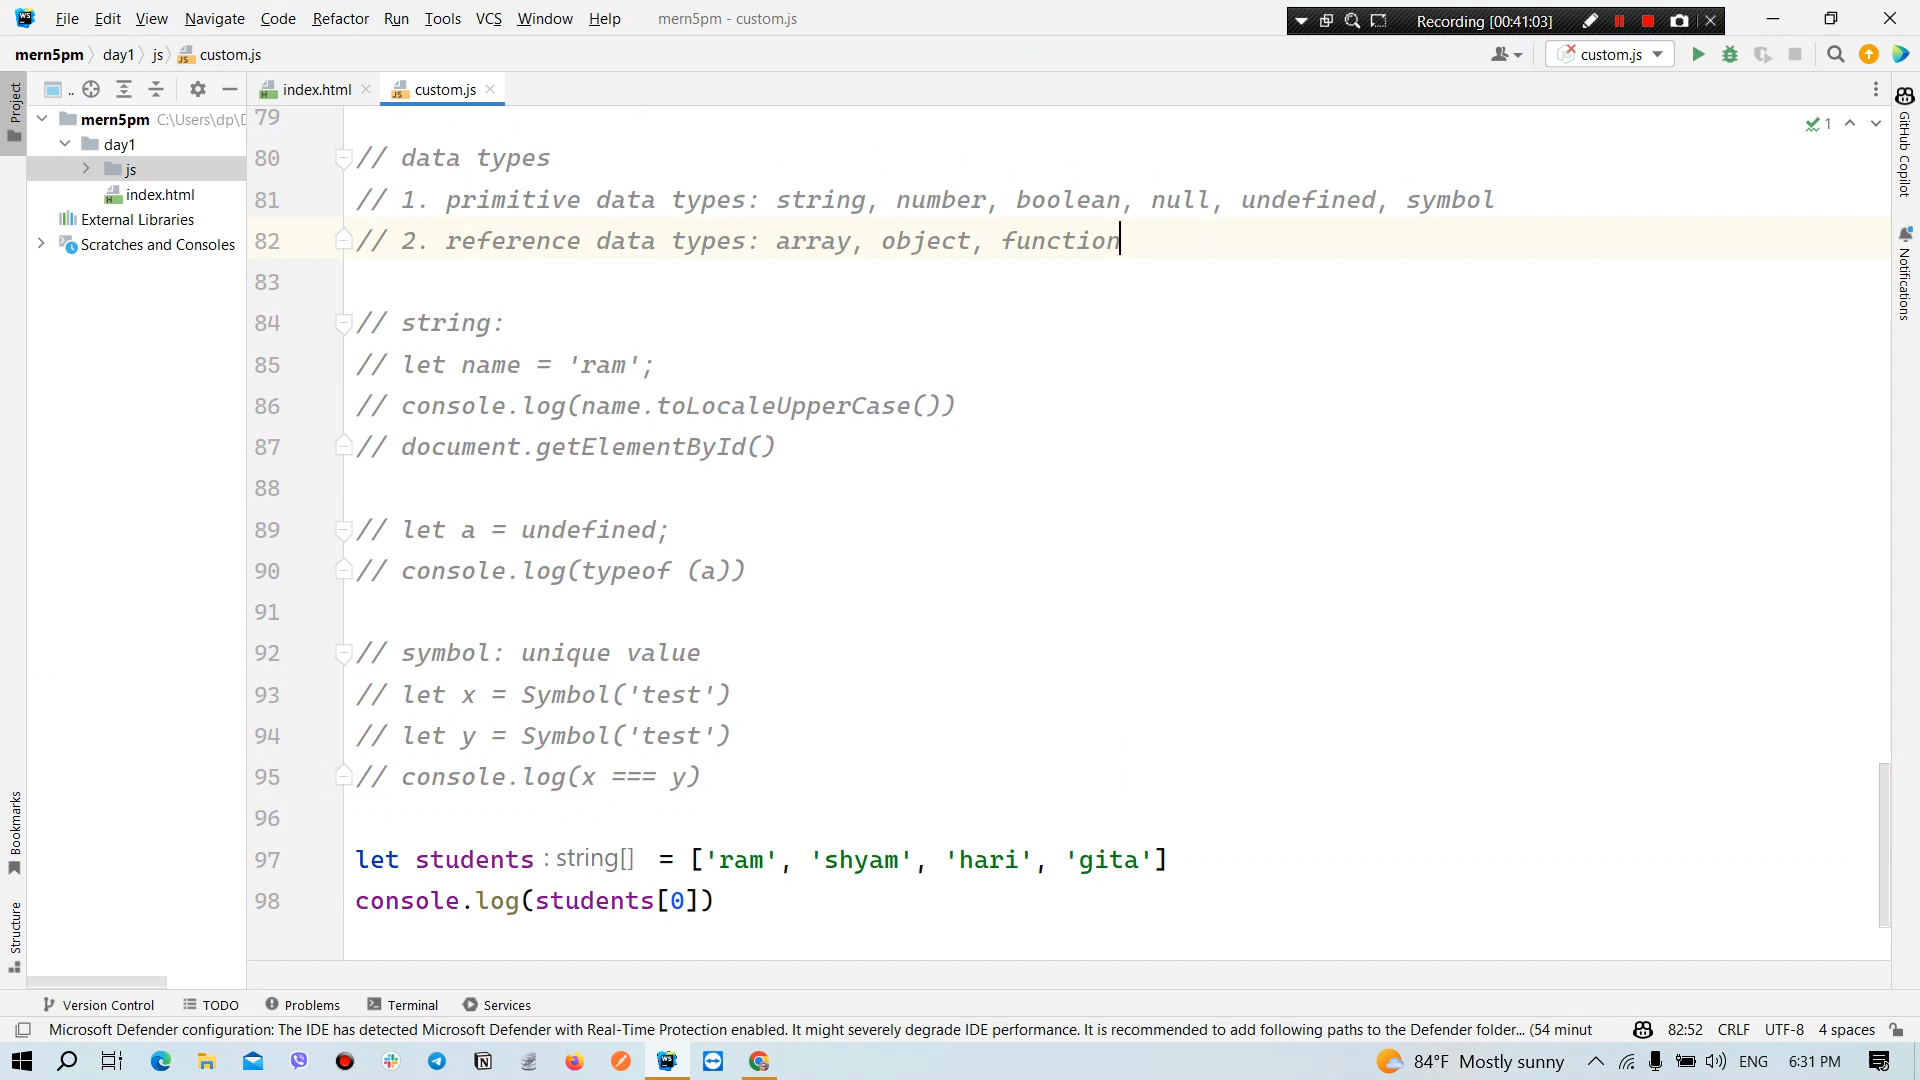 File Edit View Navigate Code Refactor Run Tools VCS Window Help mern5pm - custom.js
Recording [00:41:03]
mern5pm day1 js custom.js
custom.js
Project
..
index.html
custom.js
mern5pm C:\Users\dp\D
day1
js
index.html
External Libraries
Scratches and Consoles
1
79
80 // data types
81 // 1. primitive data types: string, number, boolean, null, undefined, symbol
82 // 2. reference data types: array, object, function
83
84 // string:
85 // let name = 'ram';
86 // console.log(name.toLocaleUpperCase())
87 // document.getElementById()
88
89 // let a = undefined;
90 // console.log(typeof (a))
91
92 // symbol: unique value
93 // let x = Symbol('test')
94 // let y = Symbol('test')
95 // console.log(x === y)
96
97 let students : string[] = ['ram', 'shyam', 'hari', 'gita']
98 console.log(students[0])
GitHub Copilot
Notifications
Bookmarks
Structure
Version Control TODO Problems Terminal Services
Microsoft Defender configuration: The IDE has detected Microsoft Defender with Real-Time Protection enabled. It might severely degrade IDE performance. It is recommended to add following paths to the Defender folder... (54 minut 82:52 CRLF UTF-8 4 spaces
84°F Mostly sunny ENG 6:31 PM